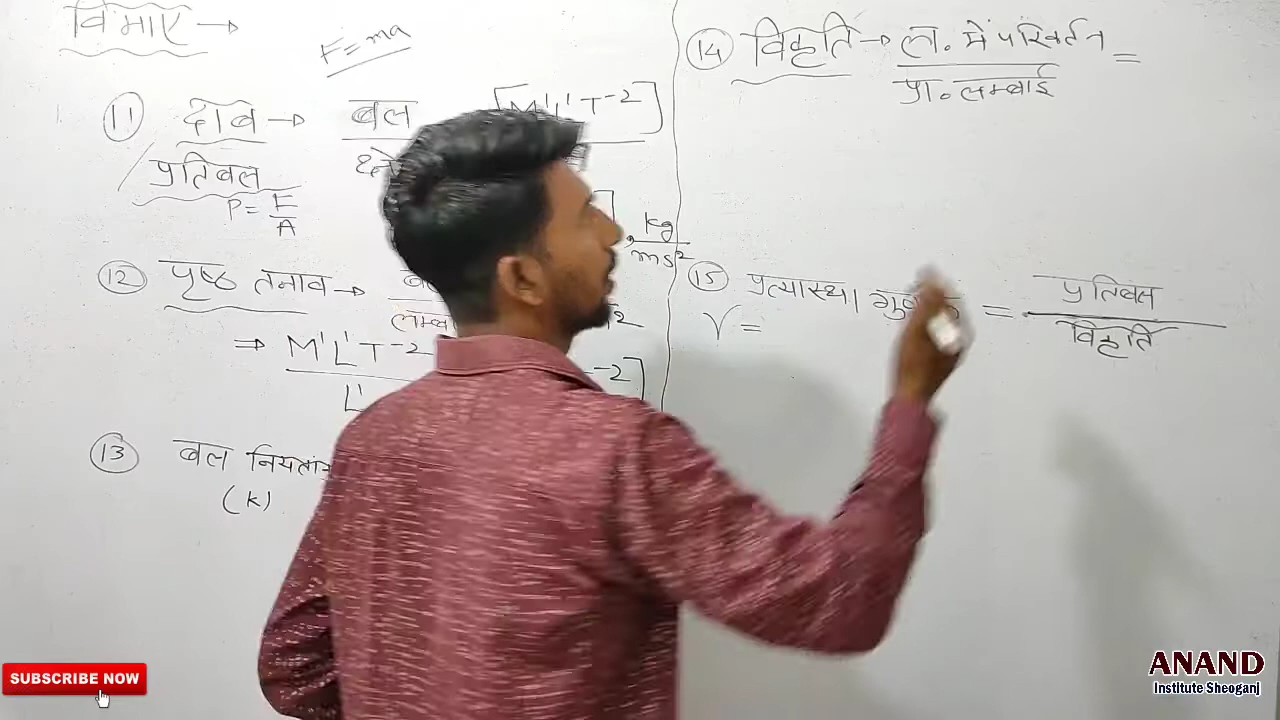 विमाए →
F = ma
(11) दाब → बल [M¹L¹T⁻²]
/ प्रतिबल
P = F/A
kg/ms²
(12) पृष्ठ तनाव →
⇒ M¹L¹T⁻²
L¹
(13) बल
(k)
(14) विकृति → ल. में परिवर्तन =
प्रा. लम्बाई
(15) प्रत्यास्था = प्रतिबल
विकृति
γ =
SUBSCRIBE NOW
ANAND
Institute Sheoganj